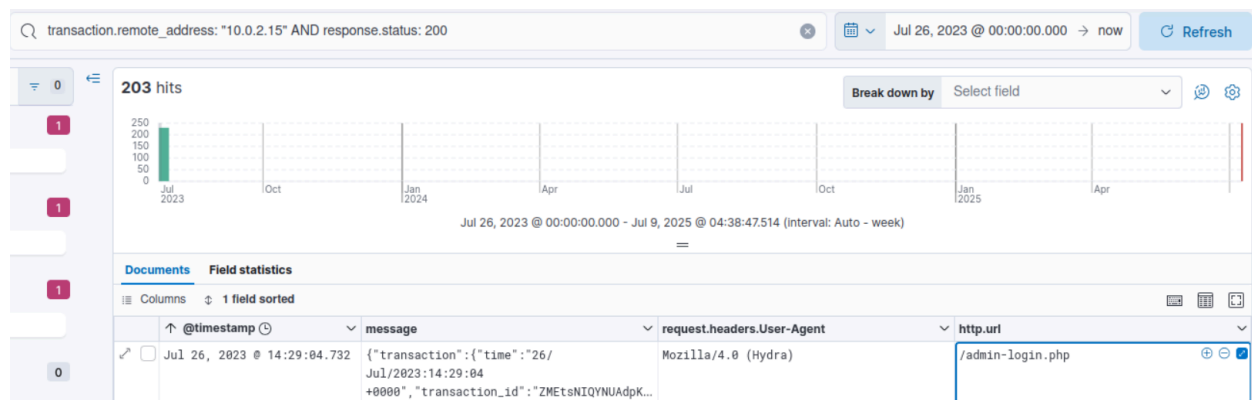 transaction.remote_address: "10.0.2.15" AND response.status: 200
Jul 26, 2023 @ 00:00:00.000 → now
Refresh
0
1
1
1
0
203 hits
Break down by
Select field
250
200
150
100
50
0
Jul
2023
Oct
Jan
2024
Apr
Jul
Oct
Jan
2025
Apr
Jul 26, 2023 @ 00:00:00.000 - Jul 9, 2025 @ 04:38:47.514 (interval: Auto - week)
Documents Field statistics
Columns 1 field sorted
@timestamp message request.headers.User-Agent http.url
Jul 26, 2023 @ 14:29:04.732 {"transaction":{"time":"26/ Mozilla/4.0 (Hydra) /admin-login.php
Jul/2023:14:29:04
+0000","transaction_id":"ZMEtsNIQYNUAdpK…